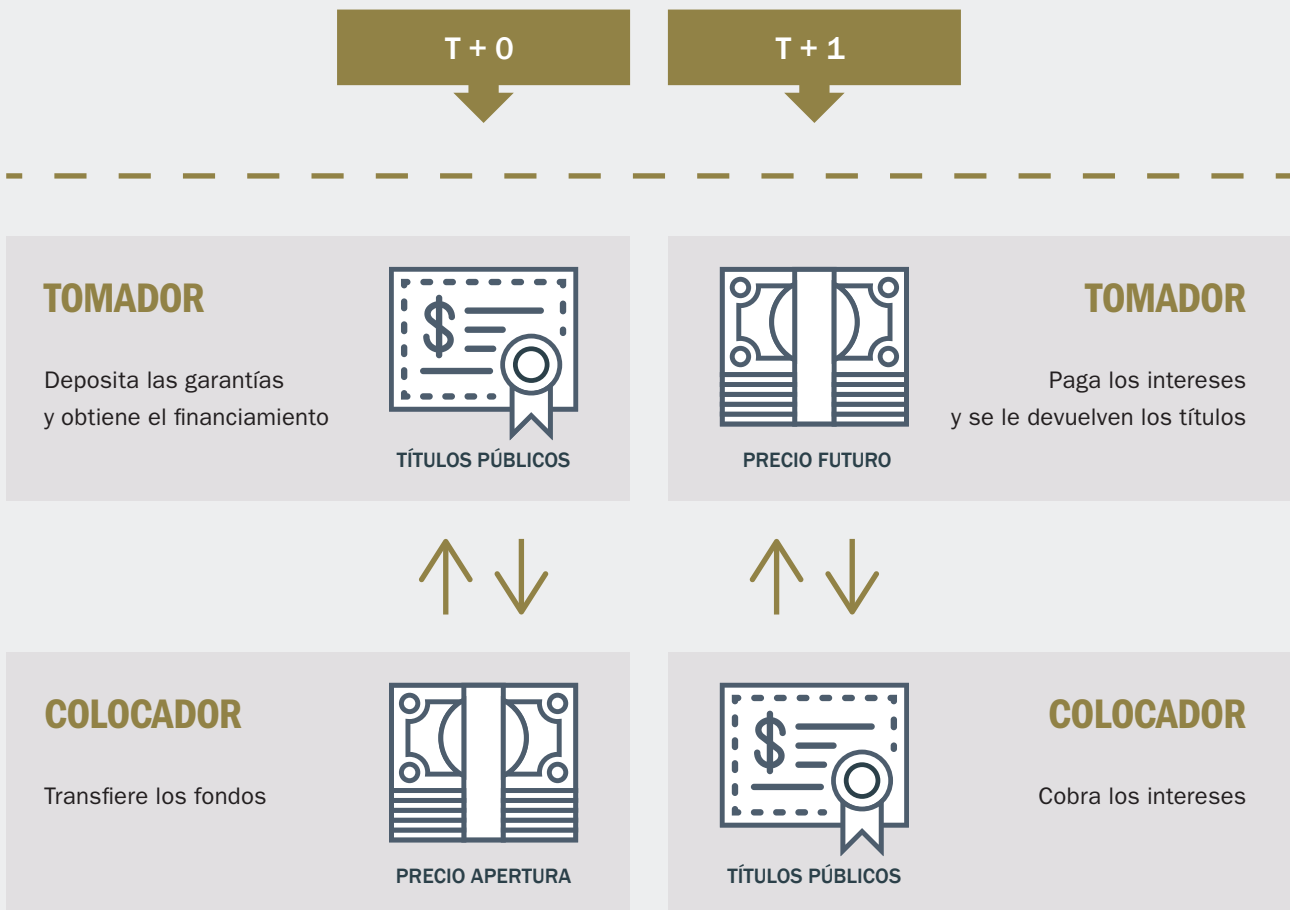 T + 0
T + 1
TOMADOR
Deposita las garantías
y obtiene el financiamiento
$
TÍTULOS PÚBLICOS
PRECIO FUTURO
TOMADOR
Paga los intereses
y se le devuelven los títulos
COLOCADOR
Transfiere los fondos
PRECIO APERTURA
$
TÍTULOS PÚBLICOS
COLOCADOR
Cobra los intereses